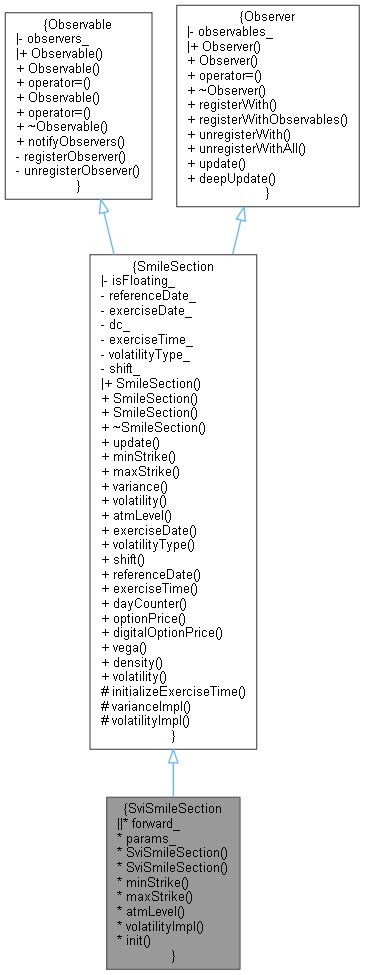 {Observable
|- observers_
|+ Observable()
+ Observable()
+ operator=()
+ Observable()
+ operator=()
+ ~Observable()
+ notifyObservers()
- registerObserver()
- unregisterObserver()
}
{Observer
|- observables_
|+ Observer()
+ Observer()
+ operator=()
+ ~Observer()
+ registerWith()
+ registerWithObservables()
+ unregisterWith()
+ unregisterWithAll()
+ update()
+ deepUpdate()
}
{SmileSection
|- isFloating_
- referenceDate_
- exerciseDate_
- dc_
- exerciseTime_
- volatilityType_
- shift_
|+ SmileSection()
+ SmileSection()
+ SmileSection()
+ ~SmileSection()
+ update()
+ minStrike()
+ maxStrike()
+ variance()
+ volatility()
+ atmLevel()
+ exerciseDate()
+ volatilityType()
+ shift()
+ referenceDate()
+ exerciseTime()
+ dayCounter()
+ optionPrice()
+ digitalOptionPrice()
+ vega()
+ density()
+ volatility()
# initializeExerciseTime()
# varianceImpl()
# volatilityImpl()
}
{SviSmileSection
||* forward_
* params_
* SviSmileSection()
* SviSmileSection()
* minStrike()
* maxStrike()
* atmLevel()
* volatilityImpl()
* init()
}